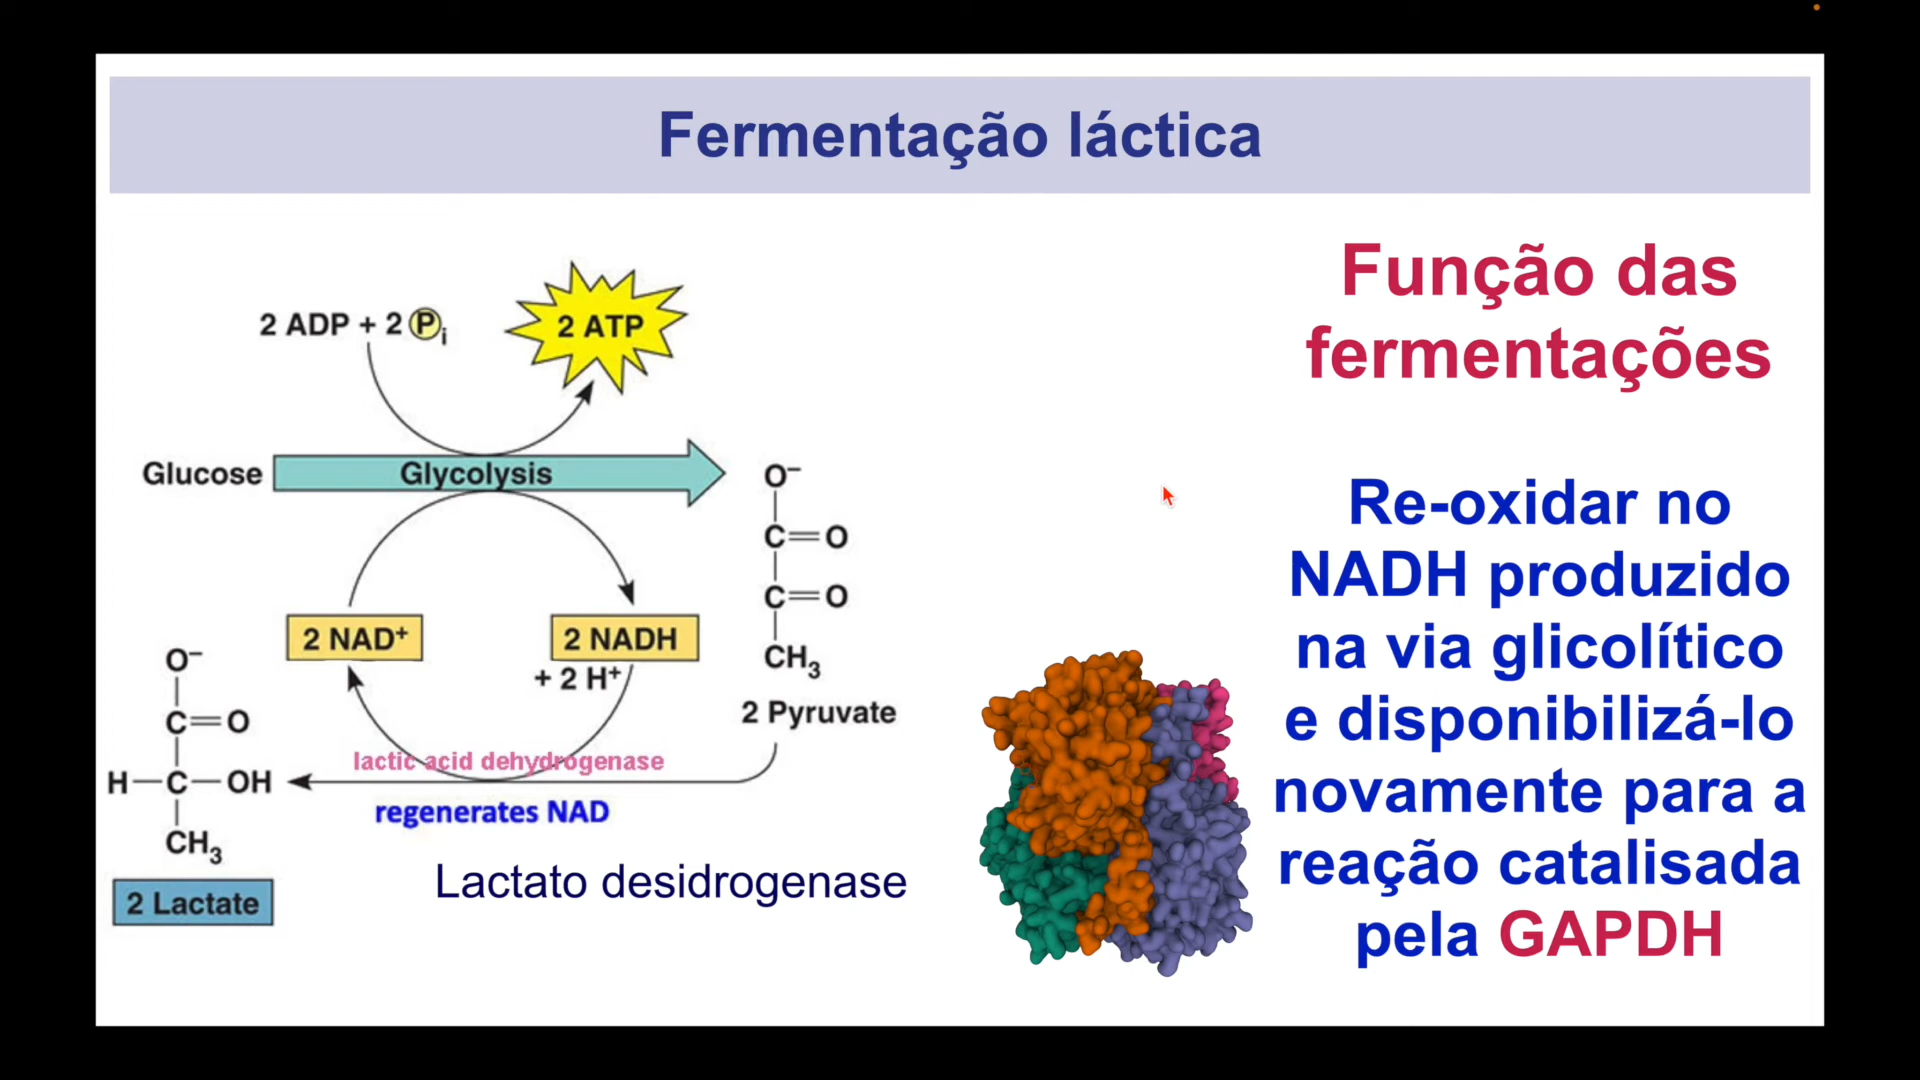 Fermentação láctica
2 ADP + 2 Pi
2 ATP
Glucose
Glycolysis
2 NAD+
2 NADH
+ 2 H+
O−
C=O
C=O
CH3
2 Pyruvate
O−
C=O
H−C−OH
CH3
2 Lactate
lactic acid dehydrogenase
regenerates NAD
Lactato desidrogenase
Função das
fermentações
Re-oxidar no
NADH produzido
na via glicolítico
e disponibilizá-lo
novamente para a
reação catalisada
pela GAPDH